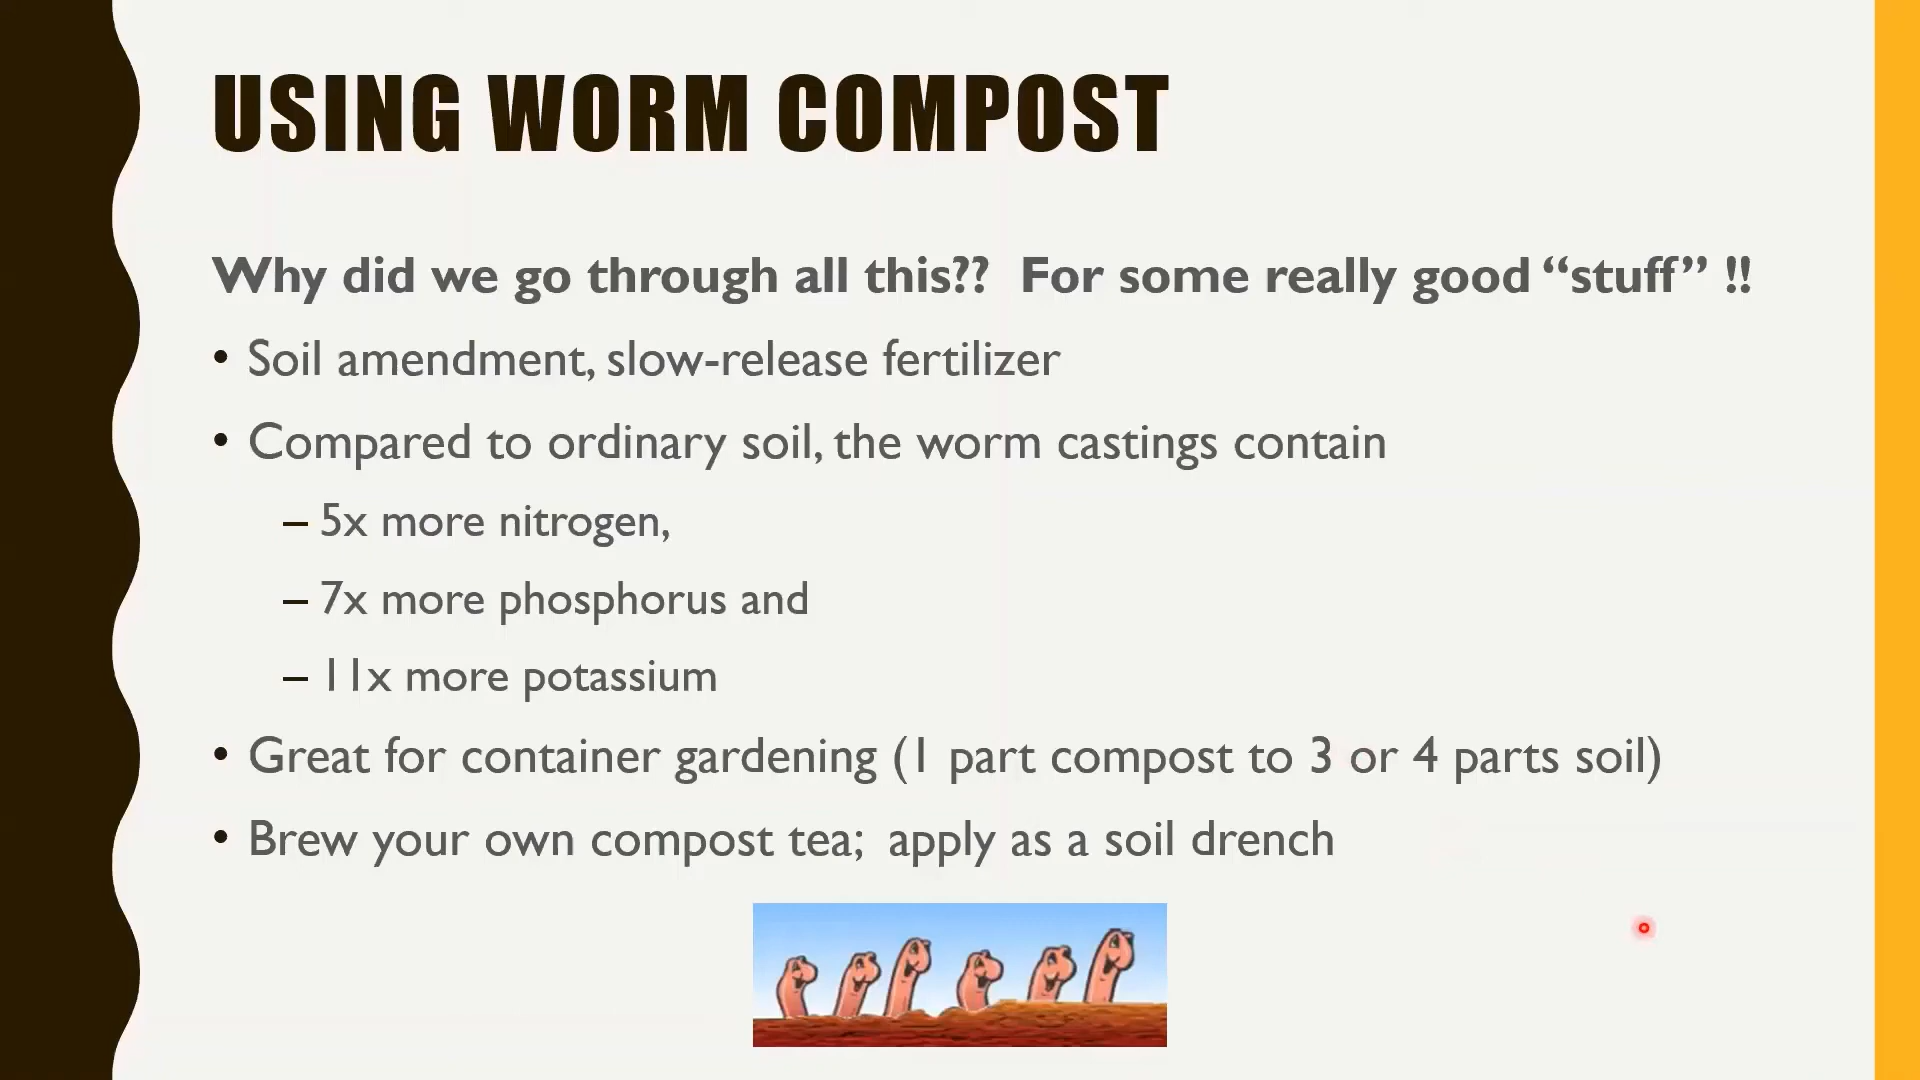 USING WORM COMPOST
Why did we go through all this??  For some really good “stuff” !!
• Soil amendment, slow-release fertilizer
• Compared to ordinary soil, the worm castings contain
– 5x more nitrogen,
– 7x more phosphorus and
– 11x more potassium
• Great for container gardening (1 part compost to 3 or 4 parts soil)
• Brew your own compost tea;  apply as a soil drench